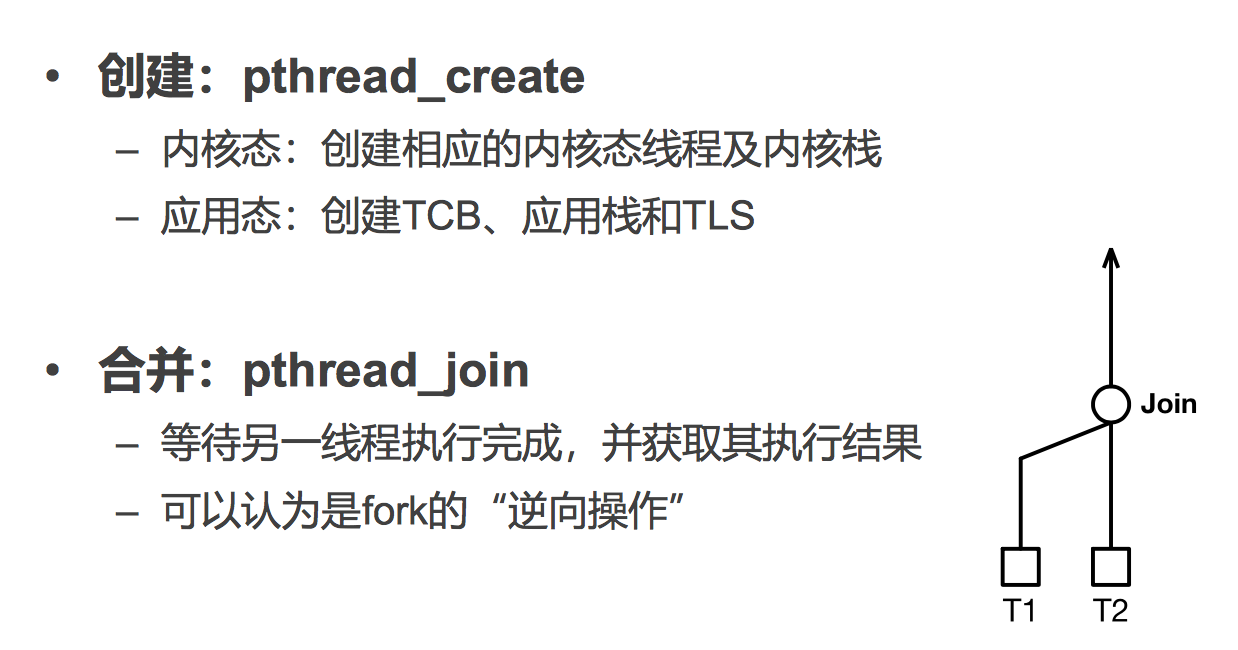 • 创建：pthread_create
– 内核态：创建相应的内核态线程及内核栈
– 应用态：创建TCB、应用栈和TLS
• 合并：pthread_join
– 等待另一线程执行完成，并获取其执行结果
– 可以认为是fork的“逆向操作”
Join
T1
T2